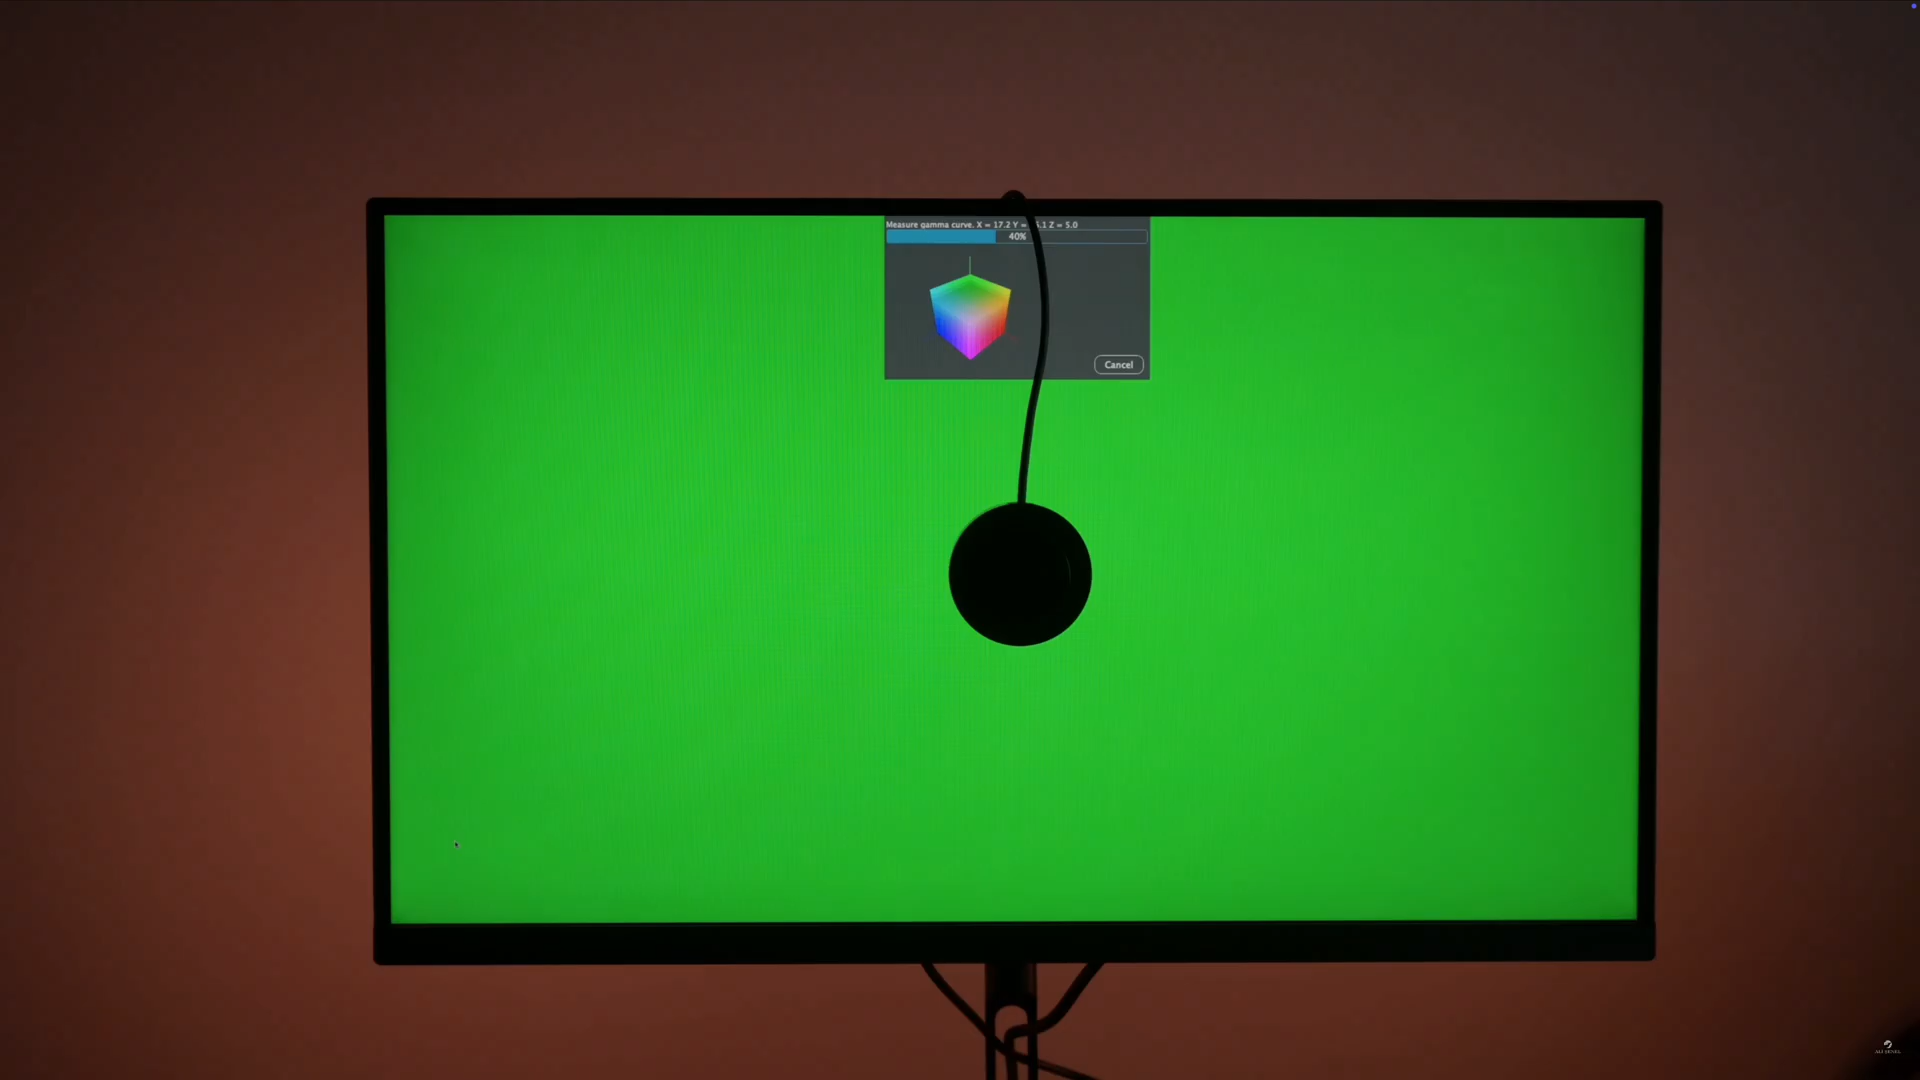 Measure gamma curve. X = 17.2 Y = .1 Z = 5.0
40%
Cancel